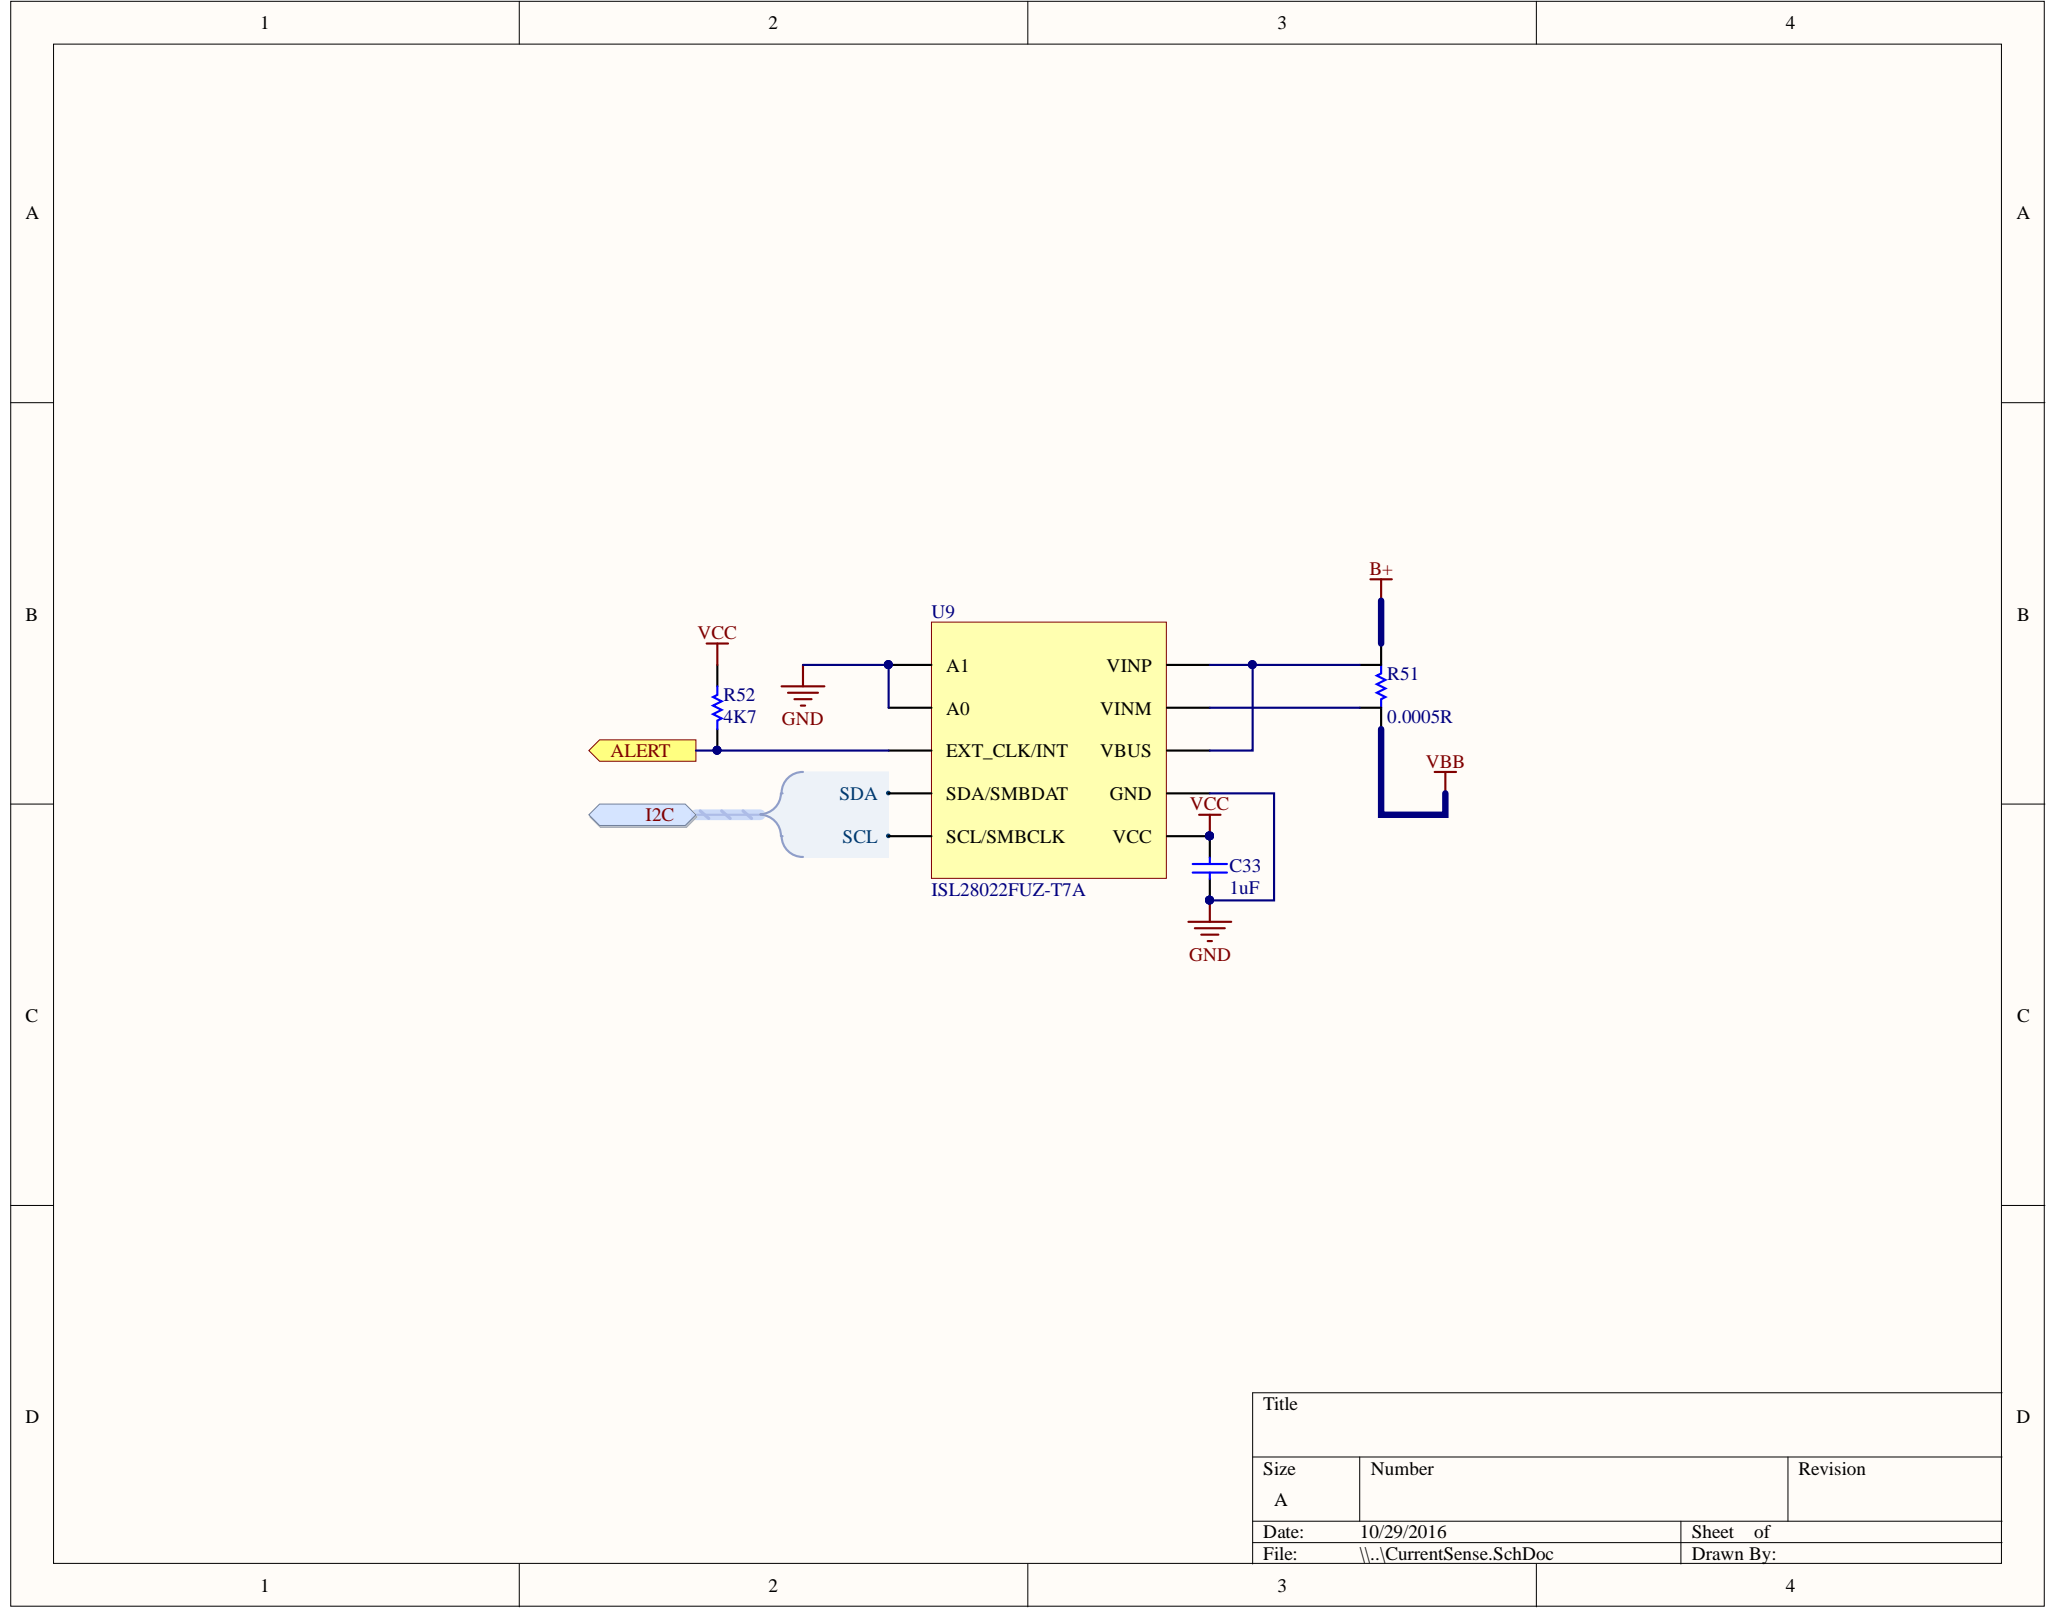 1 2 3 4
A A
B+
B B
U9
VCC
A1 VINP
R51
R52
A0 VINM
4K7
GND
0.0005R
ALERT
EXT_CLK/INT VBUS
VBB
SDA
SDA/SMBDAT GND
VCC
I2C
SCL
SCL/SMBCLK VCC
C33
1uF
ISL28022FUZ-T7A
GND
C C
Title
D D
Size Number Revision
A
Date: 10/29/2016 Sheet of
File: \\..\CurrentSense.SchDoc Drawn By:
1 2 3 4